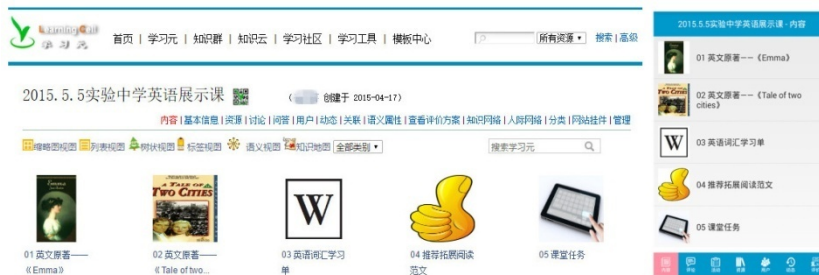 Learning Cell
学习元
首页 | 学习元 | 知识群 | 知识云 | 学习社区 | 学习工具 | 模板中心
所有资源
搜索 | 高级
2015.5.5实验中学英语展示课
( 创建于 2015-04-17)
内容 | 基本信息 | 资源 | 讨论 | 问答 | 用户 | 动态 | 关联 | 语义属性 | 查看评价方案 | 知识网络 | 人际网络 | 分类 | 网站挂件 | 管理
缩略图视图 列表视图 树状视图 标签视图 语义视图 知识地图 全部类别
搜索学习元
Emma
A TALE OF
TWO CITIES
W
01 英文原著——
《Emma》
02 英文原著——
《Tale of two...
03 英语词汇学习
单
04 推荐拓展阅读
范文
05 课堂任务
2015.5.5实验中学英语展示课 - 内容
01 英文原著——《Emma》
02 英文原著——《Tale of two
cities》
W
03 英语词汇学习单
04 推荐拓展阅读范文
05 课堂任务